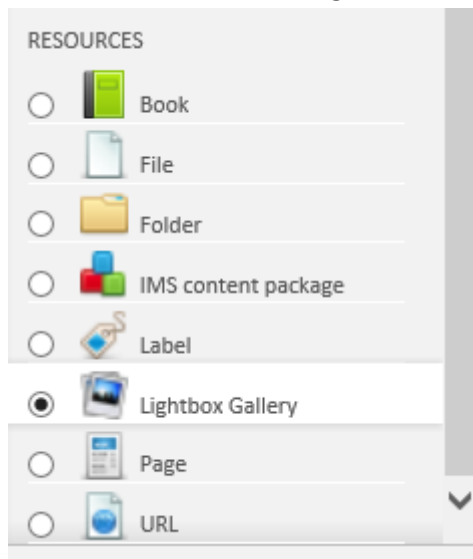 RESOURCES
Book
File
Folder
IMS content package
Label
Lightbox Gallery
Page
URL